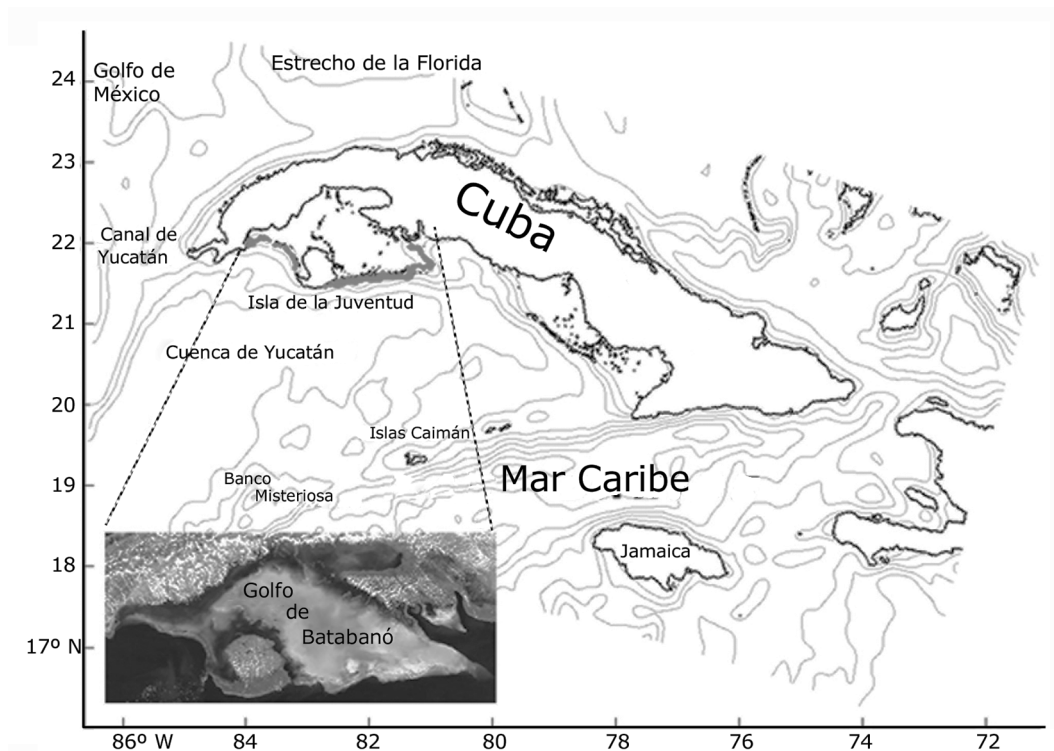 24
23
22
21
20
19
18
17º N
Golfo de
México
Estrecho de la Florida
Cuba
Canal de
Yucatán
Isla de la Juventud
Cuenca de Yucatán
Islas Caimán
Banco
Misteriosa
Mar Caribe
Jamaica
Golfo
de
Batabanó
86º W
84
82
80
78
76
74
72